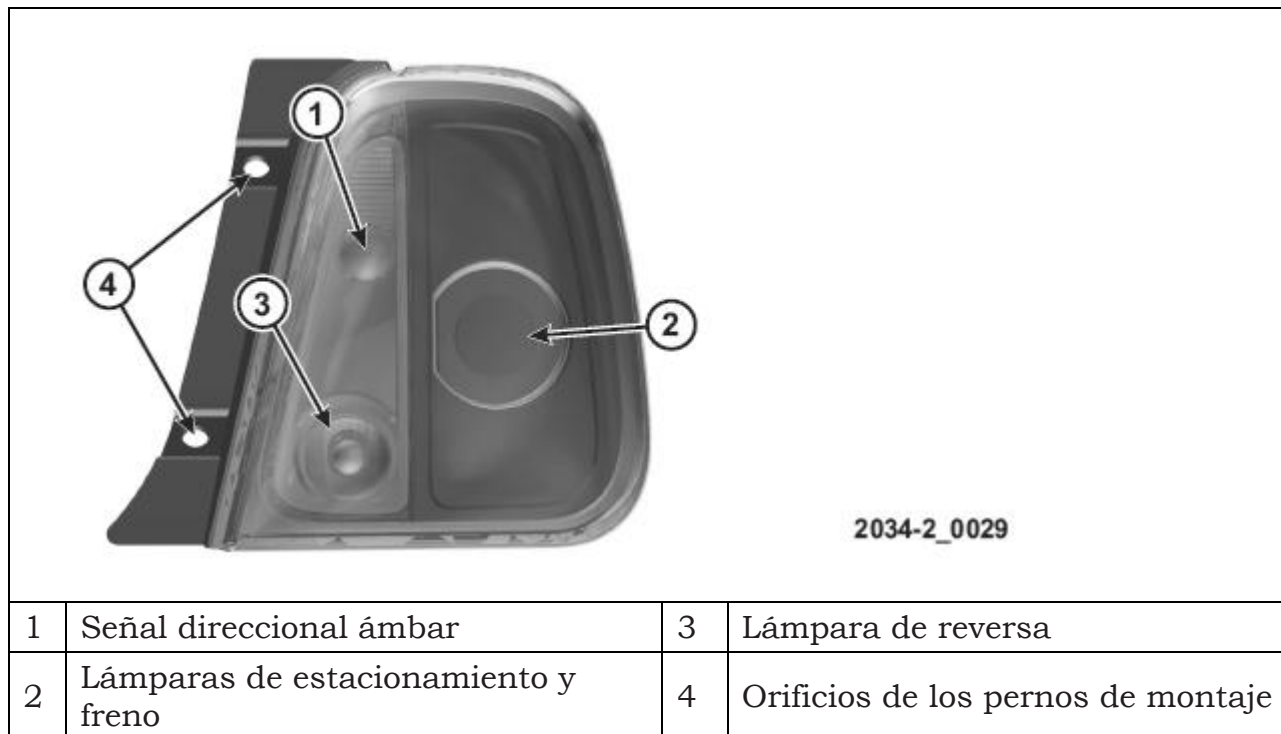 1
4
3
2
2034-2_0029
1 Señal direccional ámbar 3 Lámpara de reversa
2 Lámparas de estacionamiento y freno 4 Orificios de los pernos de montaje